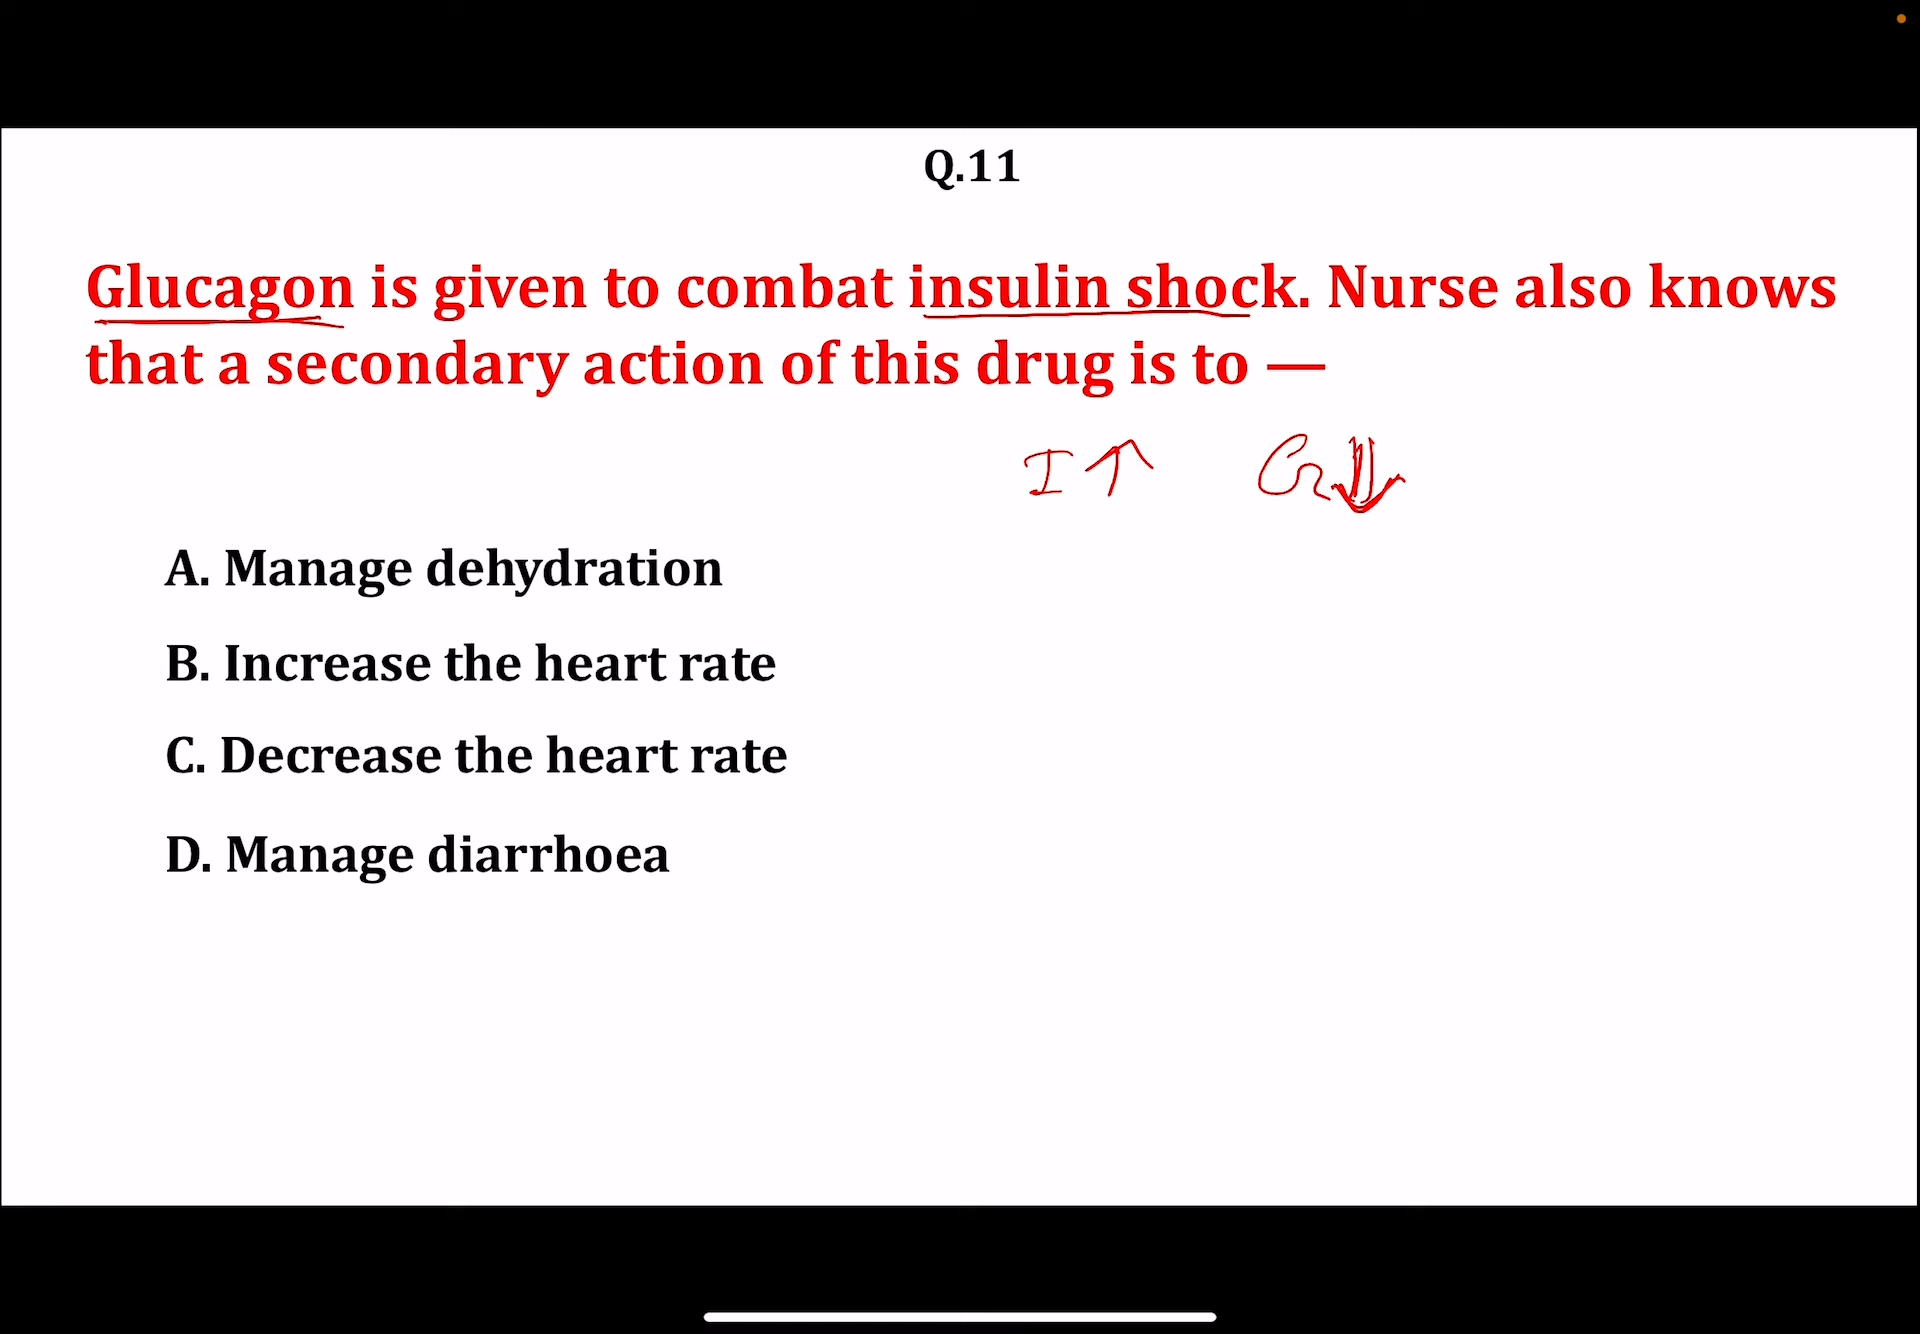 Q.11
Glucagon is given to combat insulin shock. Nurse also knows
that a secondary action of this drug is to —
I↑ G↓
A. Manage dehydration
B. Increase the heart rate
C. Decrease the heart rate
D. Manage diarrhoea